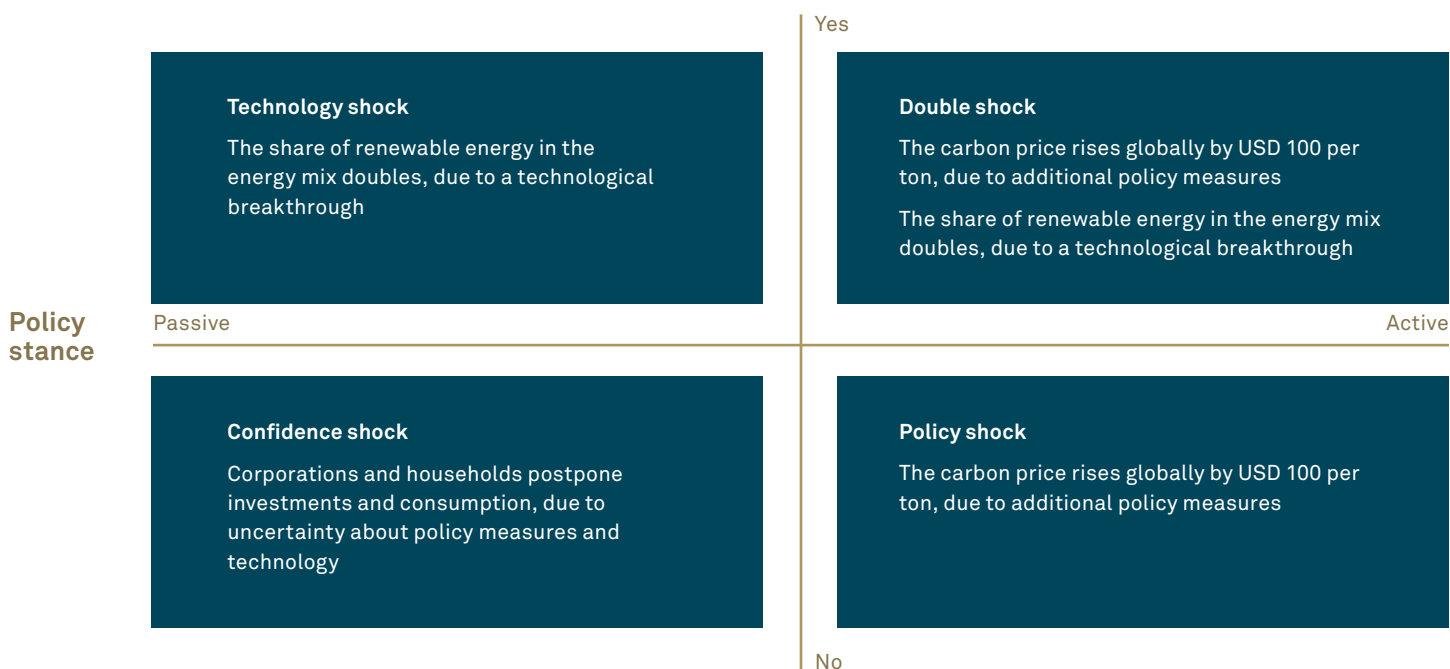 Yes
Technology shock
The share of renewable energy in the
energy mix doubles, due to a technological
breakthrough
Double shock
The carbon price rises globally by USD 100 per
ton, due to additional policy measures
The share of renewable energy in the energy mix
doubles, due to a technological breakthrough
Policy
stance
Passive
Active
Confidence shock
Corporations and households postpone
investments and consumption, due to
uncertainty about policy measures and
technology
Policy shock
The carbon price rises globally by USD 100 per
ton, due to additional policy measures
No